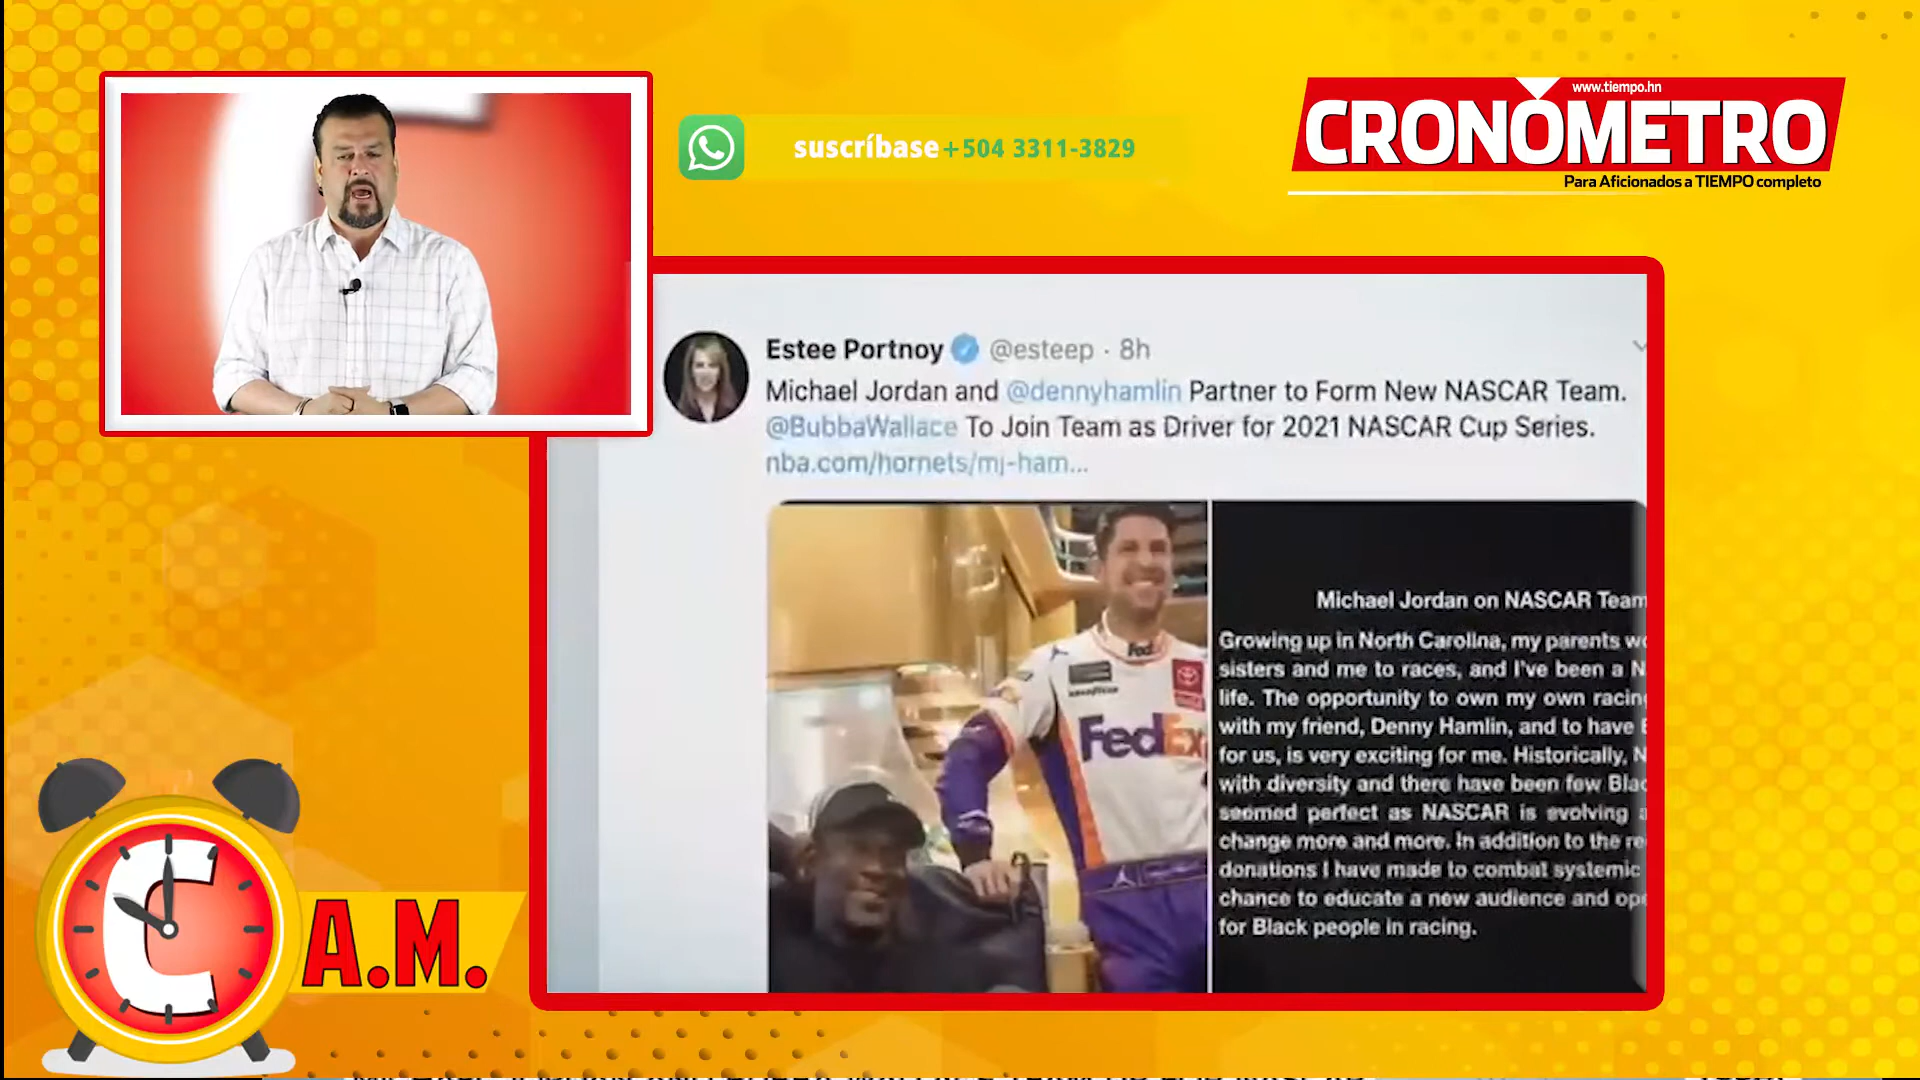 www.tiempo.hn
CRONÓMETRO
Para Aficionados a TIEMPO completo
suscríbase +504 3311-3829
Estee Portnoy @esteep · 8h
Michael Jordan and @dennyhamlin Partner to Form New NASCAR Team.
@BubbaWallace To Join Team as Driver for 2021 NASCAR Cup Series.
nba.com/hornets/mj-ham...
FedEx
Michael Jordan on NASCAR Team
Growing up in North Carolina, my parents
sisters and me to races, and I've been a
life. The opportunity to own my own
with my friend, Denny Hamlin, and to have
for us, is very exciting for me. Historically,
with diversity and there have been few
seemed perfect as NASCAR is evolving
change more and more. In addition to the
donations I have made to combat systemic
chance to educate a new audience and
for Black people in racing.
C
A.M.